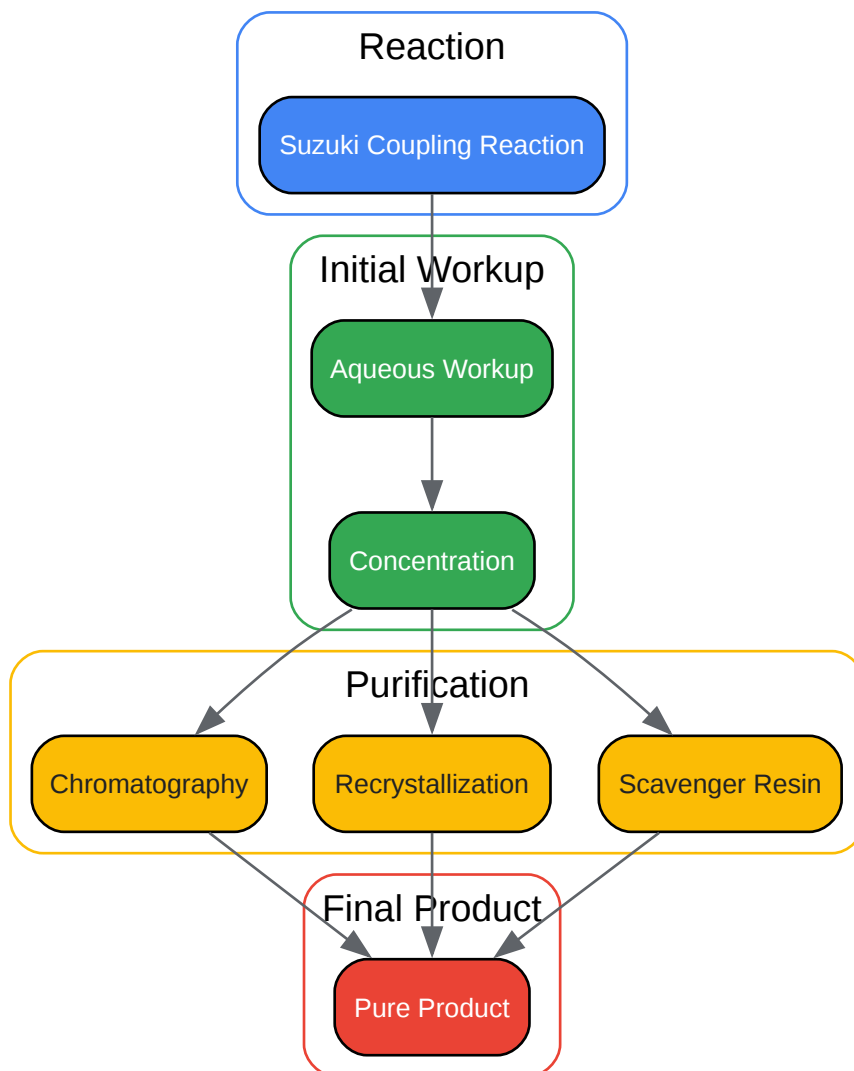 Reaction
Suzuki Coupling Reaction
Initial Workup
Aqueous Workup
Concentration
Purification
Chromatography
Recrystallization
Scavenger Resin
Final Product
Pure Product